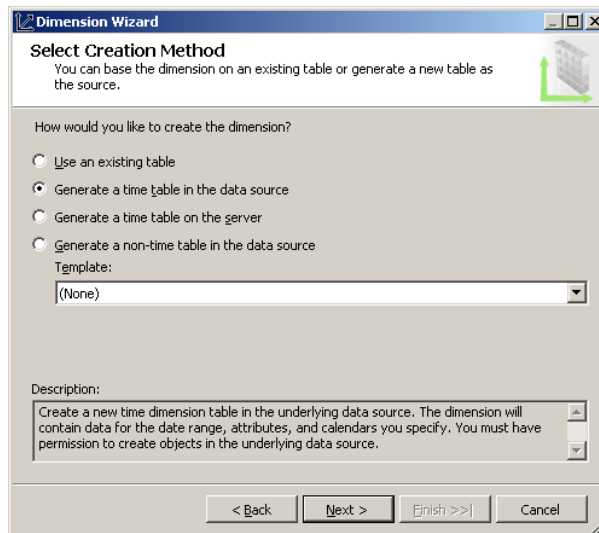 Dimension Wizard
Select Creation Method
You can base the dimension on an existing table or generate a new table as
the source.
How would you like to create the dimension?
Use an existing table
Generate a time table in the data source
Generate a time table on the server
Generate a non-time table in the data source
Template:
(None)
Description:
Create a new time dimension table in the underlying data source. The dimension will
contain data for the date range, attributes, and calendars you specify. You must have
permission to create objects in the underlying data source.
< Back
Next >
Finish >>|
Cancel